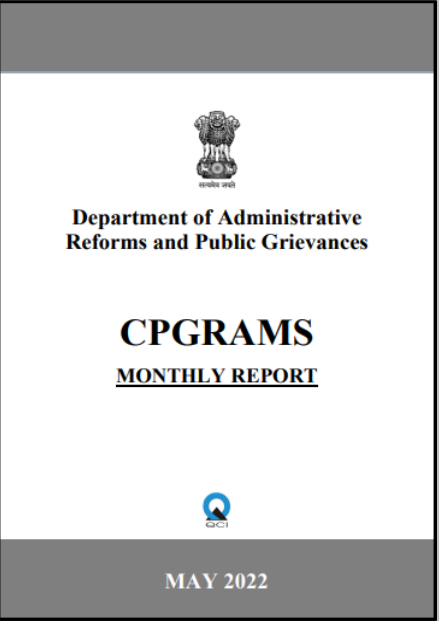 सत्यमेव जयते
Department of Administrative
Reforms and Public Grievances
CPGRAMS
MONTHLY REPORT
QCI
MAY 2022